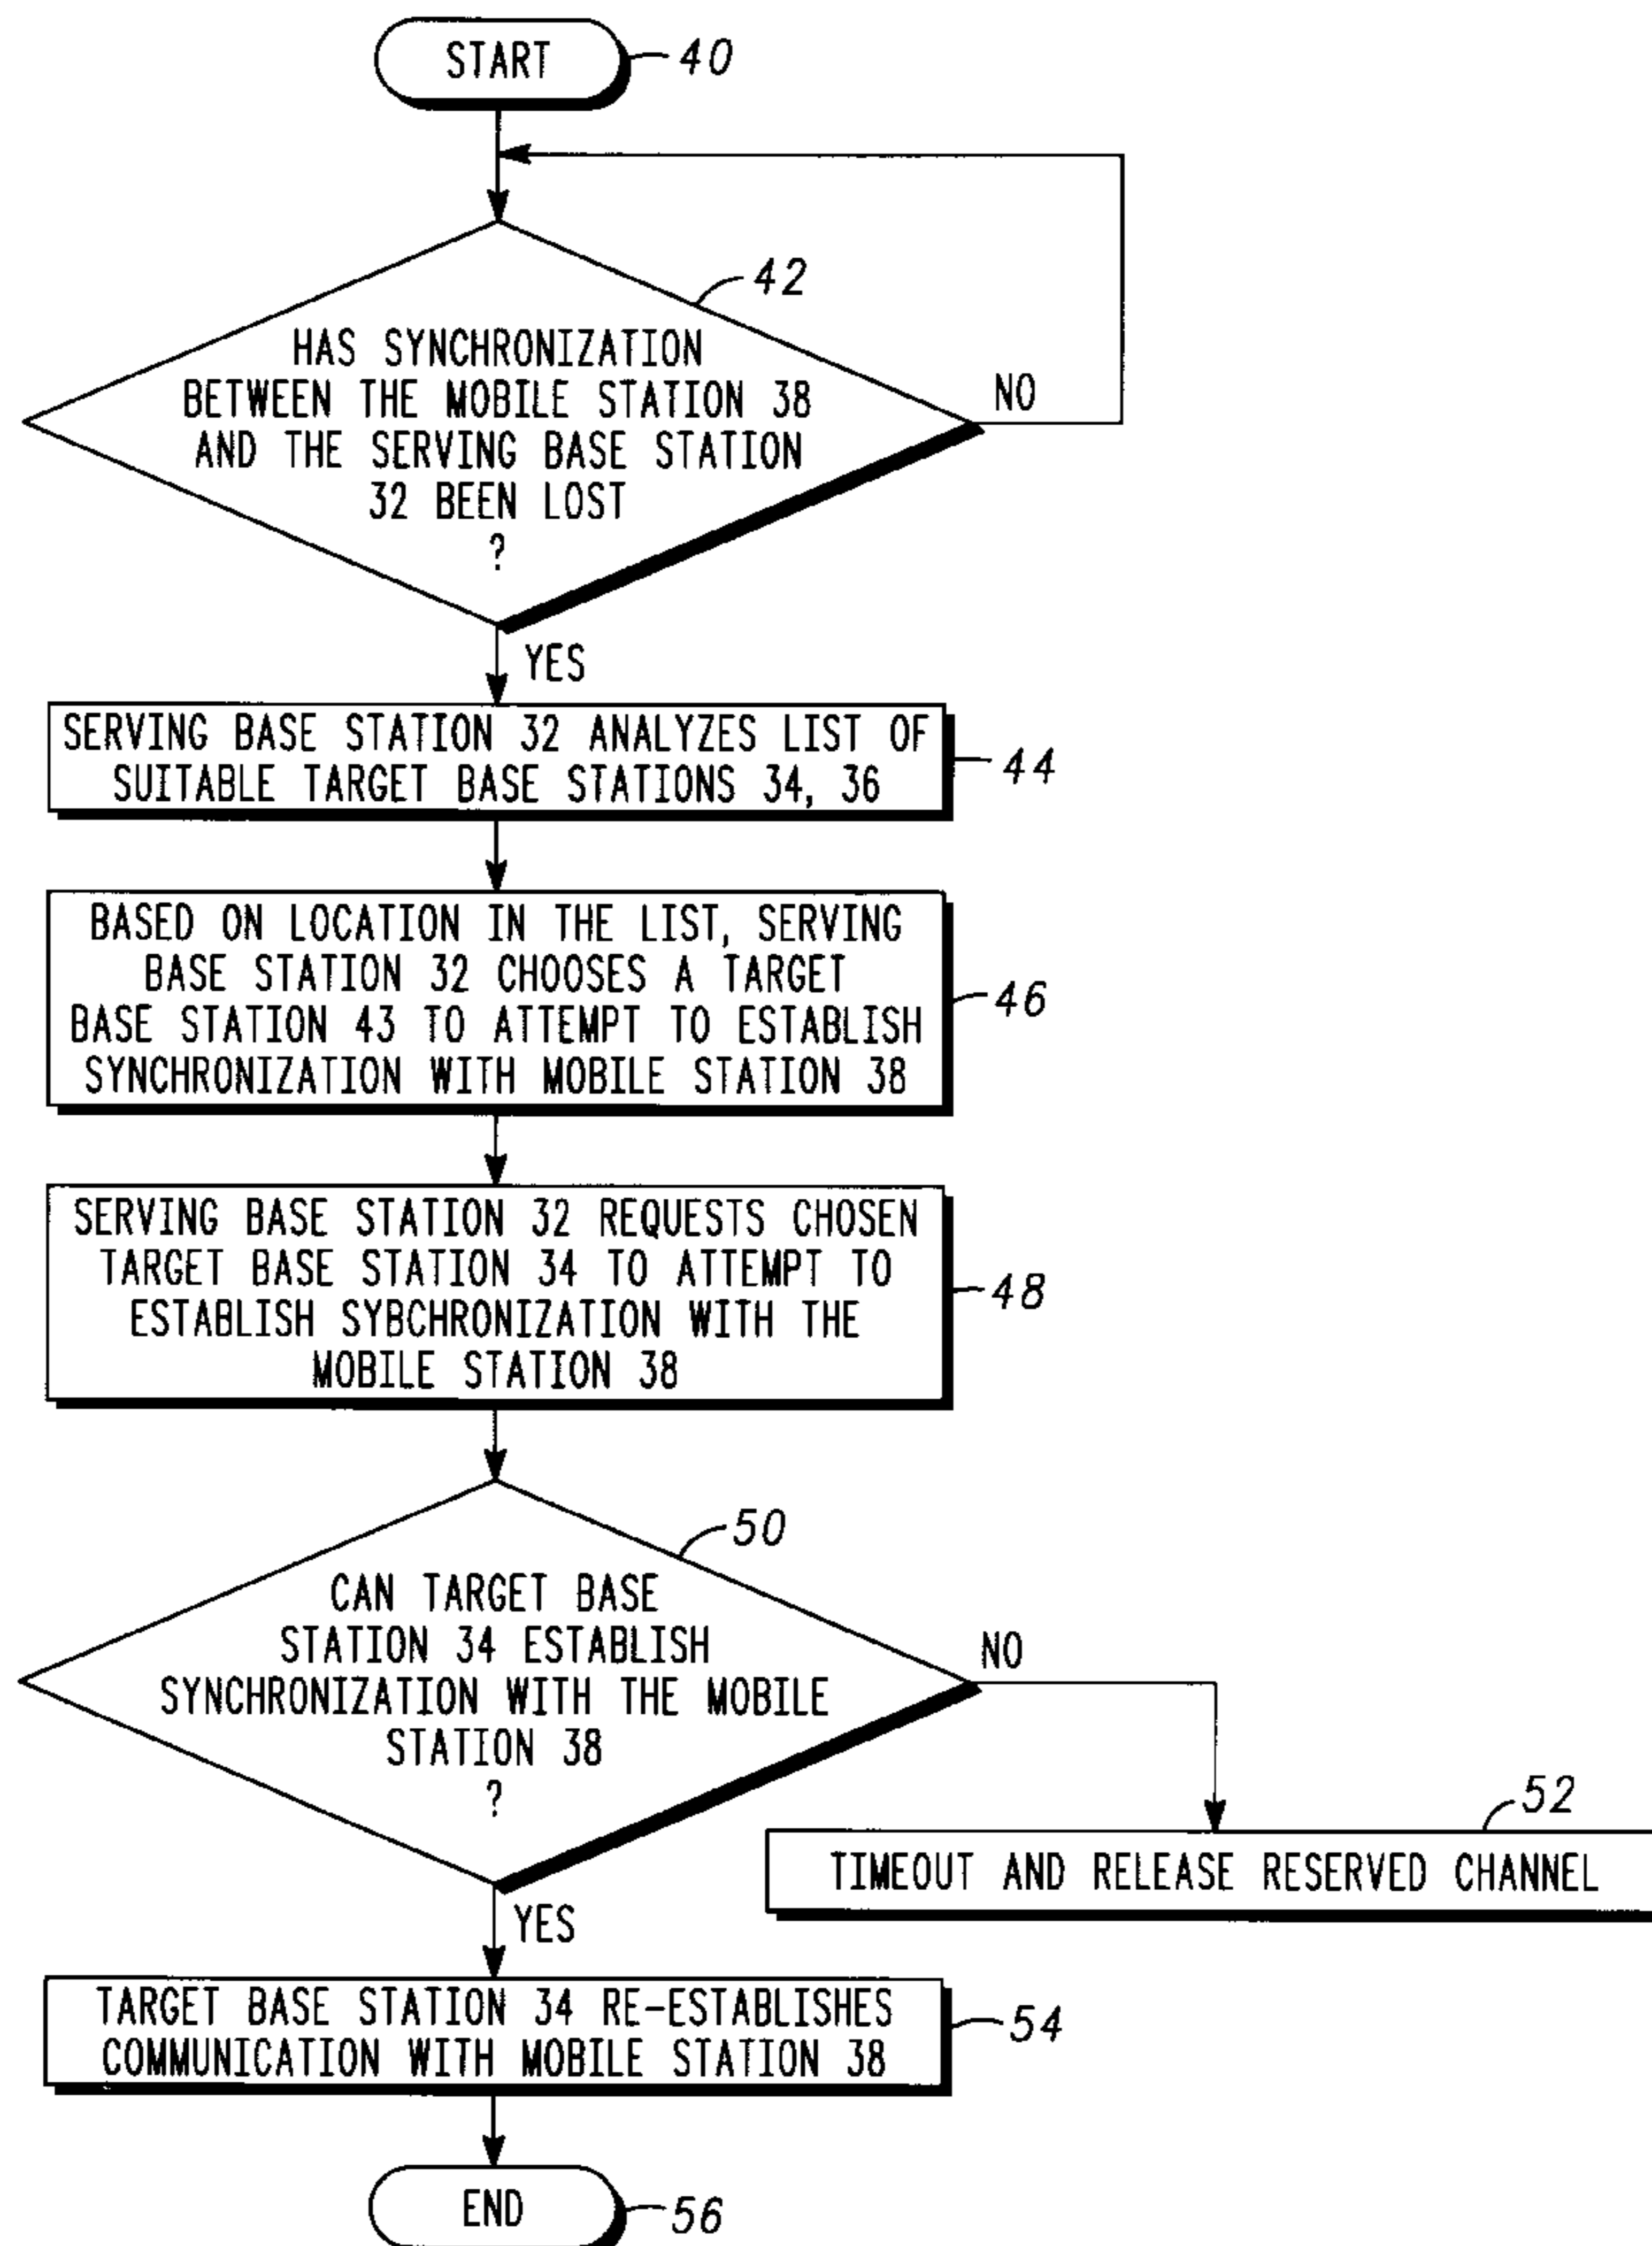 START
40
42
HAS SYNCHRONIZATION
BETWEEN THE MOBILE STATION 38
AND THE SERVING BASE STATION
32 BEEN LOST
?
NO
YES
SERVING BASE STATION 32 ANALYZES LIST OF
SUITABLE TARGET BASE STATIONS 34, 36
44
BASED ON LOCATION IN THE LIST, SERVING
BASE STATION 32 CHOOSES A TARGET
BASE STATION 43 TO ATTEMPT TO ESTABLISH
SYNCHRONIZATION WITH MOBILE STATION 38
46
SERVING BASE STATION 32 REQUESTS CHOSEN
TARGET BASE STATION 34 TO ATTEMPT TO
ESTABLISH SYBCHRONIZATION WITH THE
MOBILE STATION 38
48
50
CAN TARGET BASE
STATION 34 ESTABLISH
SYNCHRONIZATION WITH THE MOBILE
STATION 38
?
NO
52
TIMEOUT AND RELEASE RESERVED CHANNEL
YES
TARGET BASE STATION 34 RE-ESTABLISHES
COMMUNICATION WITH MOBILE STATION 38
54
END
56